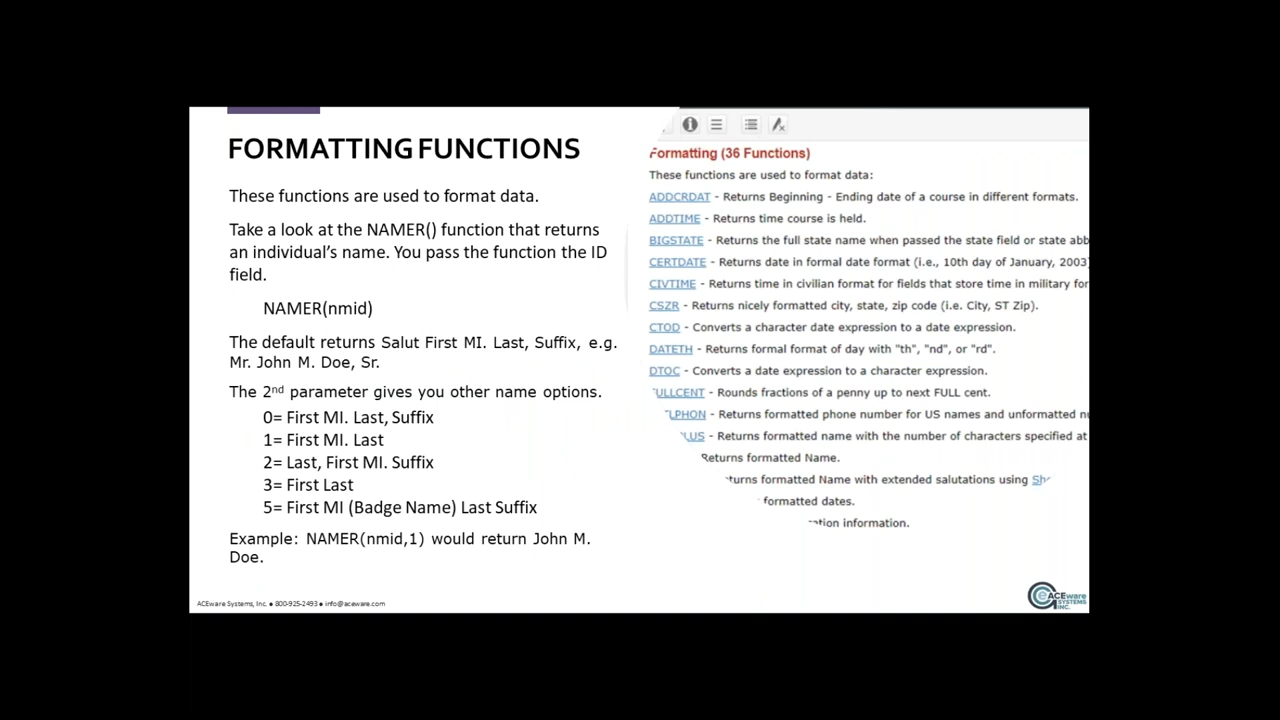 FORMATTING FUNCTIONS
These functions are used to format data.
Take a look at the NAMER() function that returns
an individual's name. You pass the function the ID
field.
NAMER(nmid)
The default returns Salut First MI. Last, Suffix, e.g.
Mr. John M. Doe, Sr.
The 2nd parameter gives you other name options.
0= First MI. Last, Suffix
1= First MI. Last
2= Last, First MI. Suffix
3= First Last
5= First MI (Badge Name) Last Suffix
Example: NAMER(nmid,1) would return John M.
Doe.
ACEware Systems, Inc. ● 800-925-2493 ● info@aceware.com
Formatting (36 Functions)
These functions are used to format data:
ADDCRDAT - Returns Beginning - Ending date of a course in different formats.
ADDTIME - Returns time course is held.
BIGSTATE - Returns the full state name when passed the state field or state abb
CERTDATE - Returns date in formal date format (i.e., 10th day of January, 2003)
CIVTIME - Returns time in civilian format for fields that store time in military for
CSZR - Returns nicely formatted city, state, zip code (i.e. City, ST Zip).
CTOD - Converts a character date expression to a date expression.
DATETH - Returns formal format of day with "th", "nd", or "rd".
DTOC - Converts a date expression to a character expression.
FULLCENT - Rounds fractions of a penny up to next FULL cent.
LPHON - Returns formatted phone number for US names and unformatted nu
LUS - Returns formatted name with the number of characters specified at
Returns formatted Name.
turns formatted Name with extended salutations using Sh
formatted dates.
tion information.
ACEware
SYSTEMS
INC.